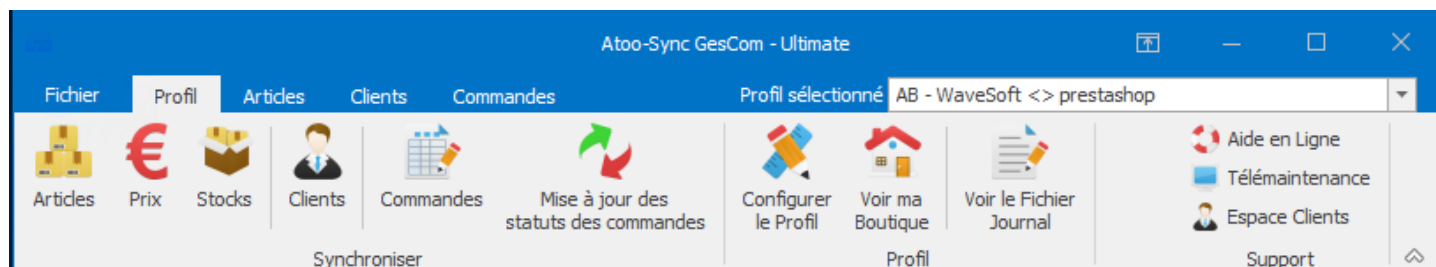 Atoo-Sync GesCom - Ultimate
Fichier Profil Articles Clients Commandes Profil sélectionné AB - WaveSoft <> prestashop
Articles Prix Stocks Clients Commandes Mise à jour des
statuts des commandes
Configurer
le Profil
Voir ma
Boutique
Voir le Fichier
Journal
Aide en Ligne
Télémaintenance
Espace Clients
Synchroniser Profil Support